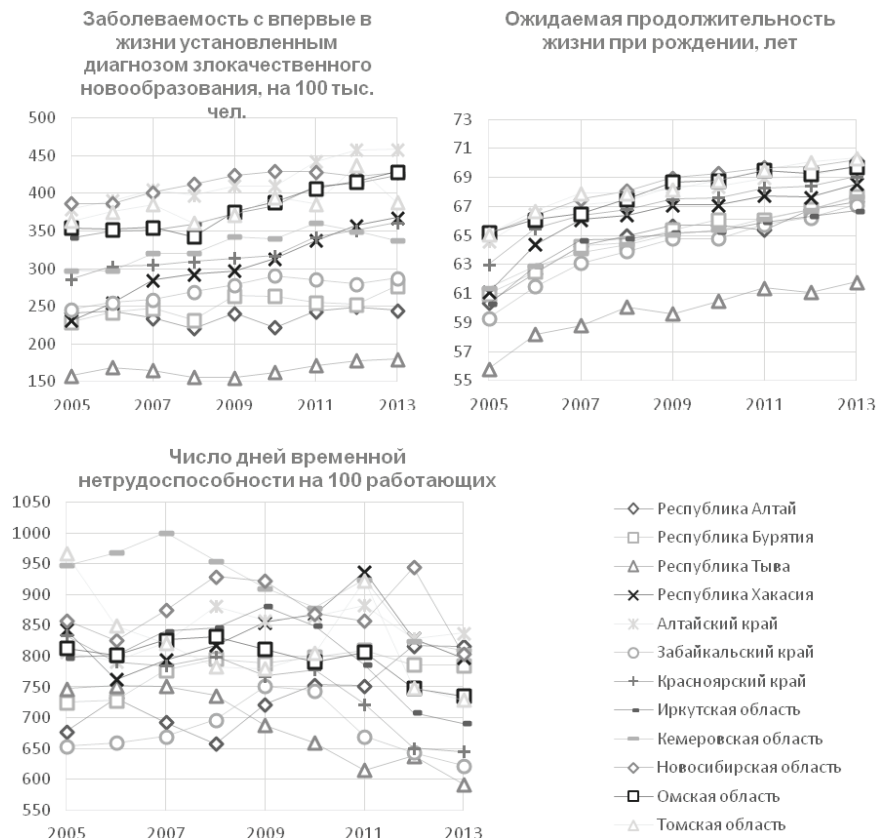 Заболеваемость с впервые в
жизни установленным
диагнозом злокачественного
новообразования, на 100 тыс.
чел.
500
450
400
350
300
250
200
150
2005 2007 2009 2011 2013
Ожидаемая продолжительность
жизни при рождении, лет
73
71
69
67
65
63
61
59
57
55
2005 2007 2009 2011 2013
Число дней временной
нетрудоспособности на 100 работающих
1050
1000
950
900
850
800
750
700
650
600
550
2005 2007 2009 2011 2013
Республика Алтай
Республика Бурятия
Республика Тыва
Республика Хакасия
Алтайский край
Забайкальский край
Красноярский край
Иркутская область
Кемеровская область
Новосибирская область
Омская область
Томская область